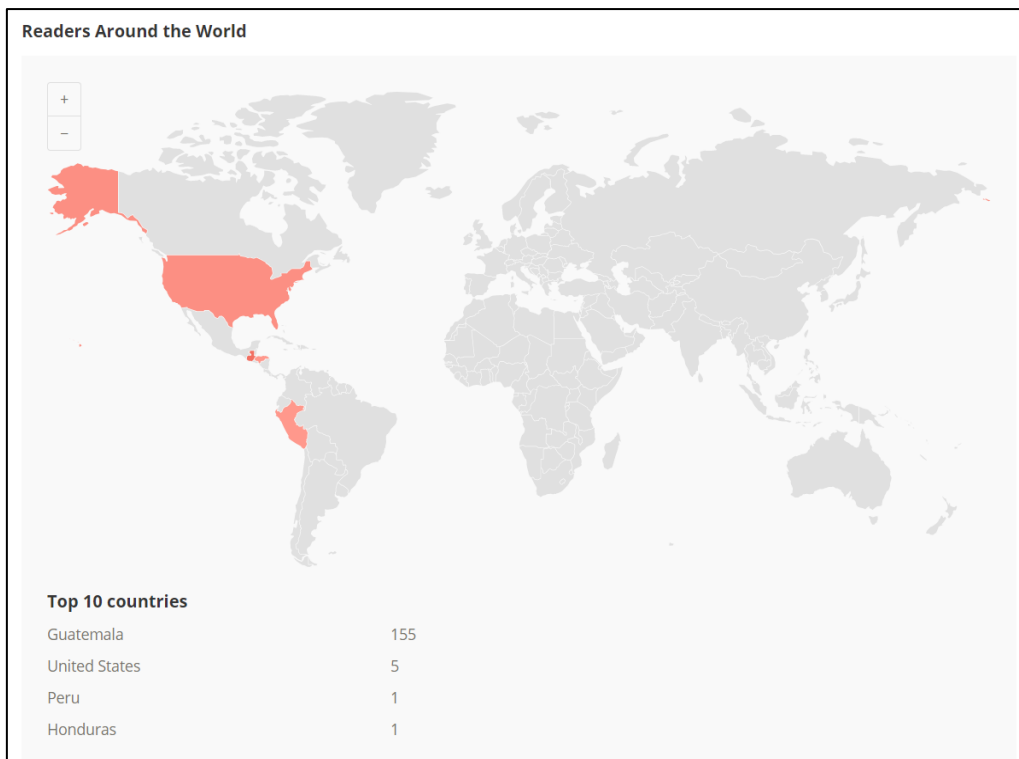 Readers Around the World
+
−
Top 10 countries
Guatemala 155
United States 5
Peru 1
Honduras 1